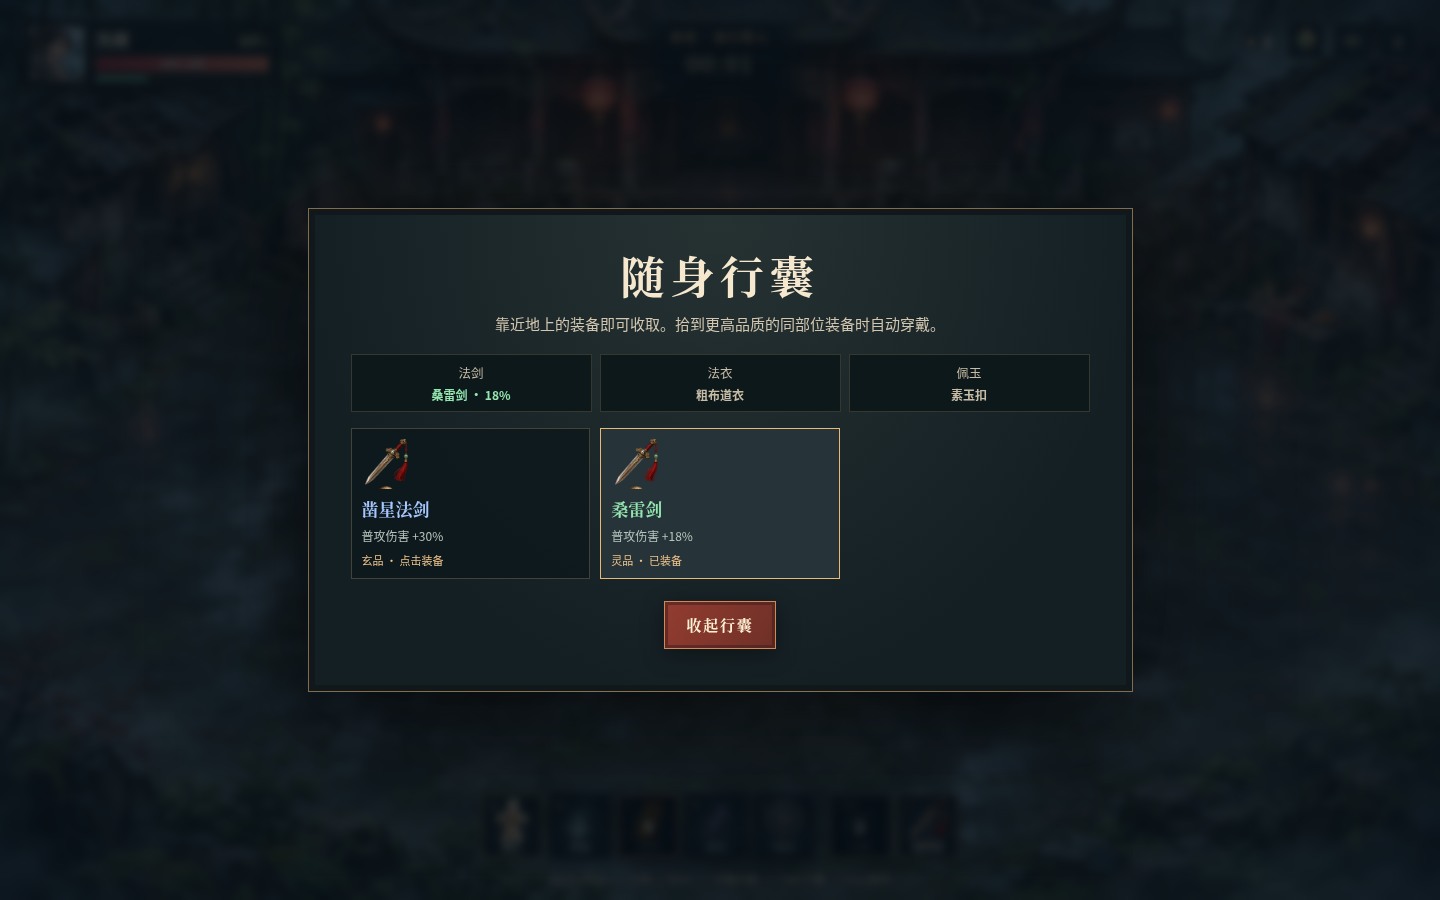 随身行囊
靠近地上的装备即可收取。拾到更高品质的同部位装备时自动穿戴。
法剑
桑雷剑 · 18%
法衣
粗布道衣
佩玉
素玉扣
凿星法剑
普攻伤害 +30%
玄品 · 点击装备
桑雷剑
普攻伤害 +18%
灵品 · 已装备
收起行囊